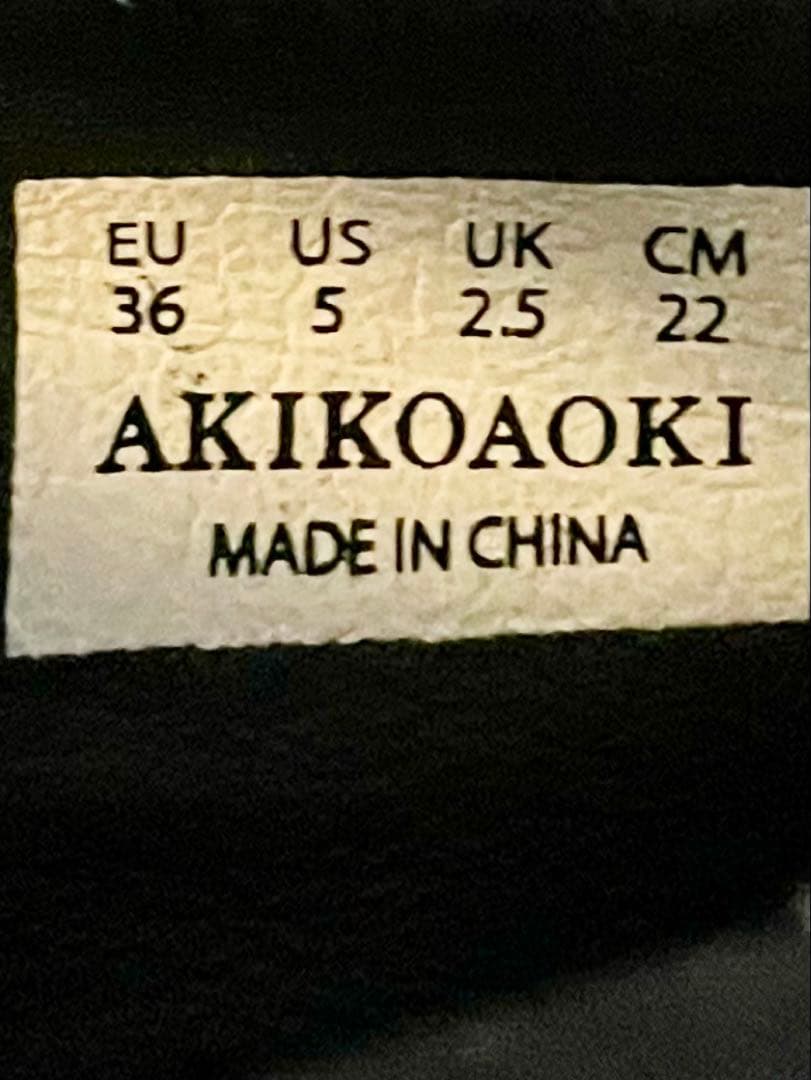 EU US UK CM
36 5 2.5 22
AKIKOAOKI
MADE IN CHINA